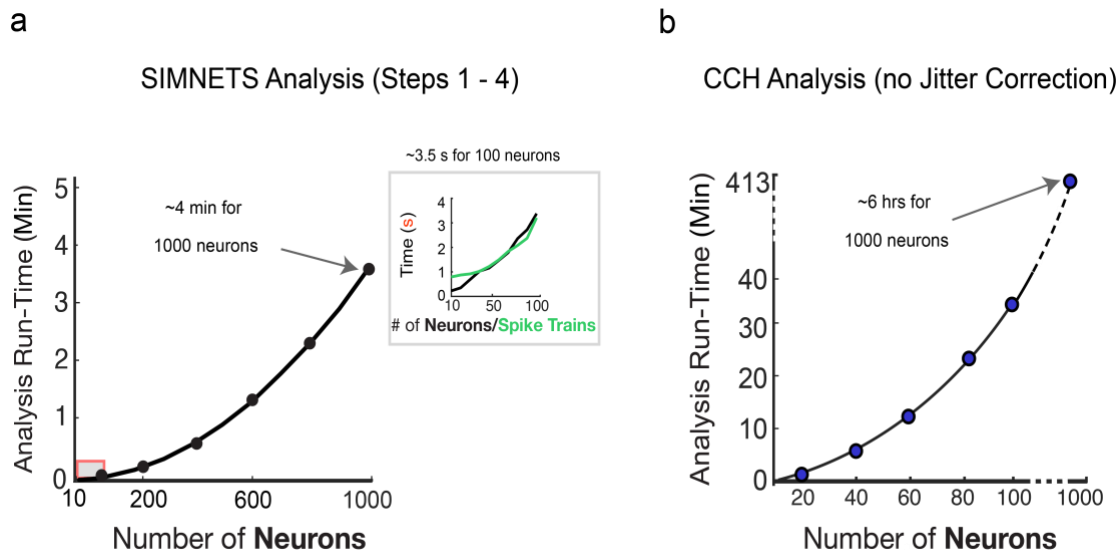 a
SIMNETS Analysis (Steps 1 - 4)
Analysis Run-Time (Min)
5
4
3
2
1
0
10
200
600
1000
Number of Neurons
~4 min for
1000 neurons
~3.5 s for 100 neurons
Time (s)
4
3
2
1
0
10
50
100
# of Neurons/Spike Trains
b
CCH Analysis (no Jitter Correction)
Analysis Run-Time (Min)
413
40
30
20
10
0
20
40
60
80
100
1000
Number of Neurons
~6 hrs for
1000 neurons